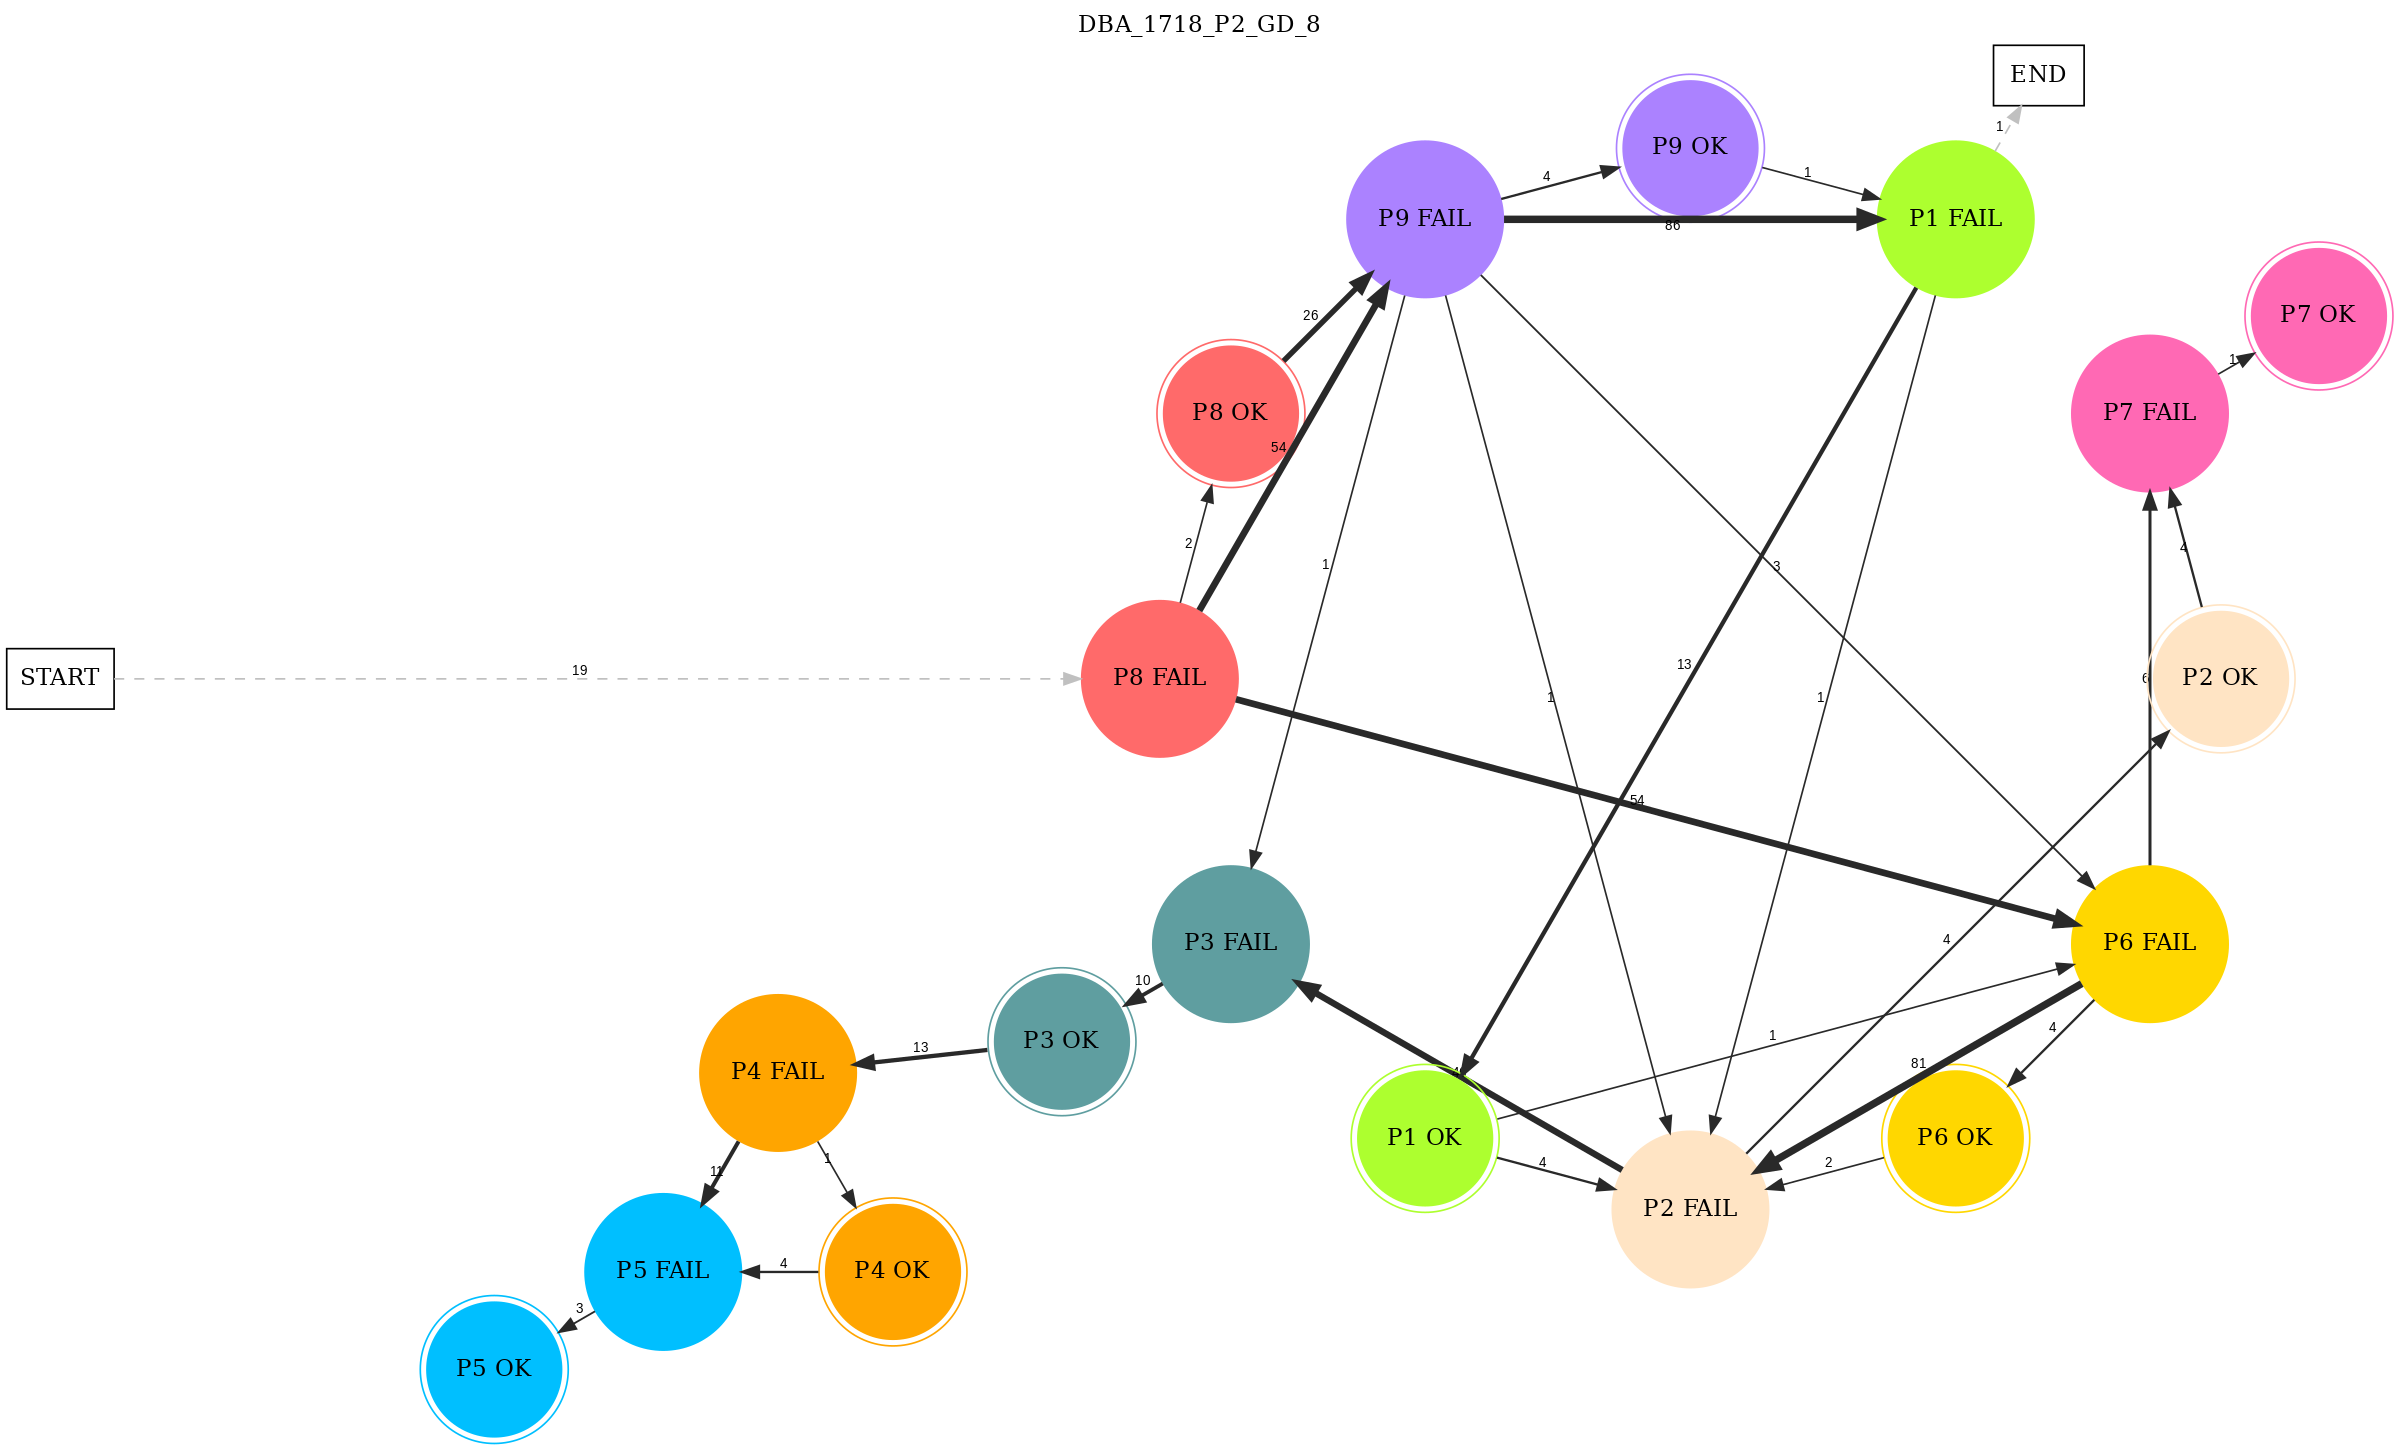 DBA_1718_P2_GD_8
END
P9 OK
1
4
1
P9 FAIL
P1 FAIL
86
P7 OK
26
1
P8 OK
P7 FAIL
54
2
4
1
3
13
START
19
P8 FAIL
P2 OK
1
1
54
4
P3 FAIL
P6 FAIL
10
4
1
P3 OK
13
81
P4 FAIL
P1 OK
P6 OK
1
11
4
2
P2 FAIL
4
P5 FAIL
P4 OK
3
P5 OK